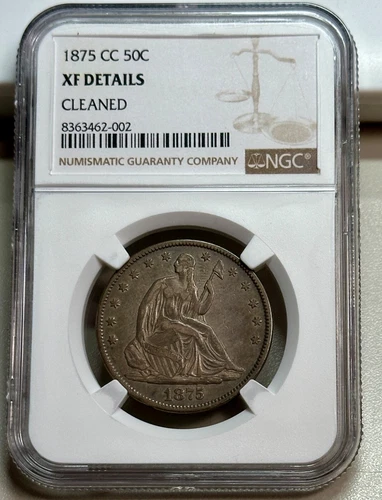 1875 CC 50C
XF DETAILS
CLEANED
8363462-002
NUMISMATIC GUARANTY COMPANY
NGC®
1875